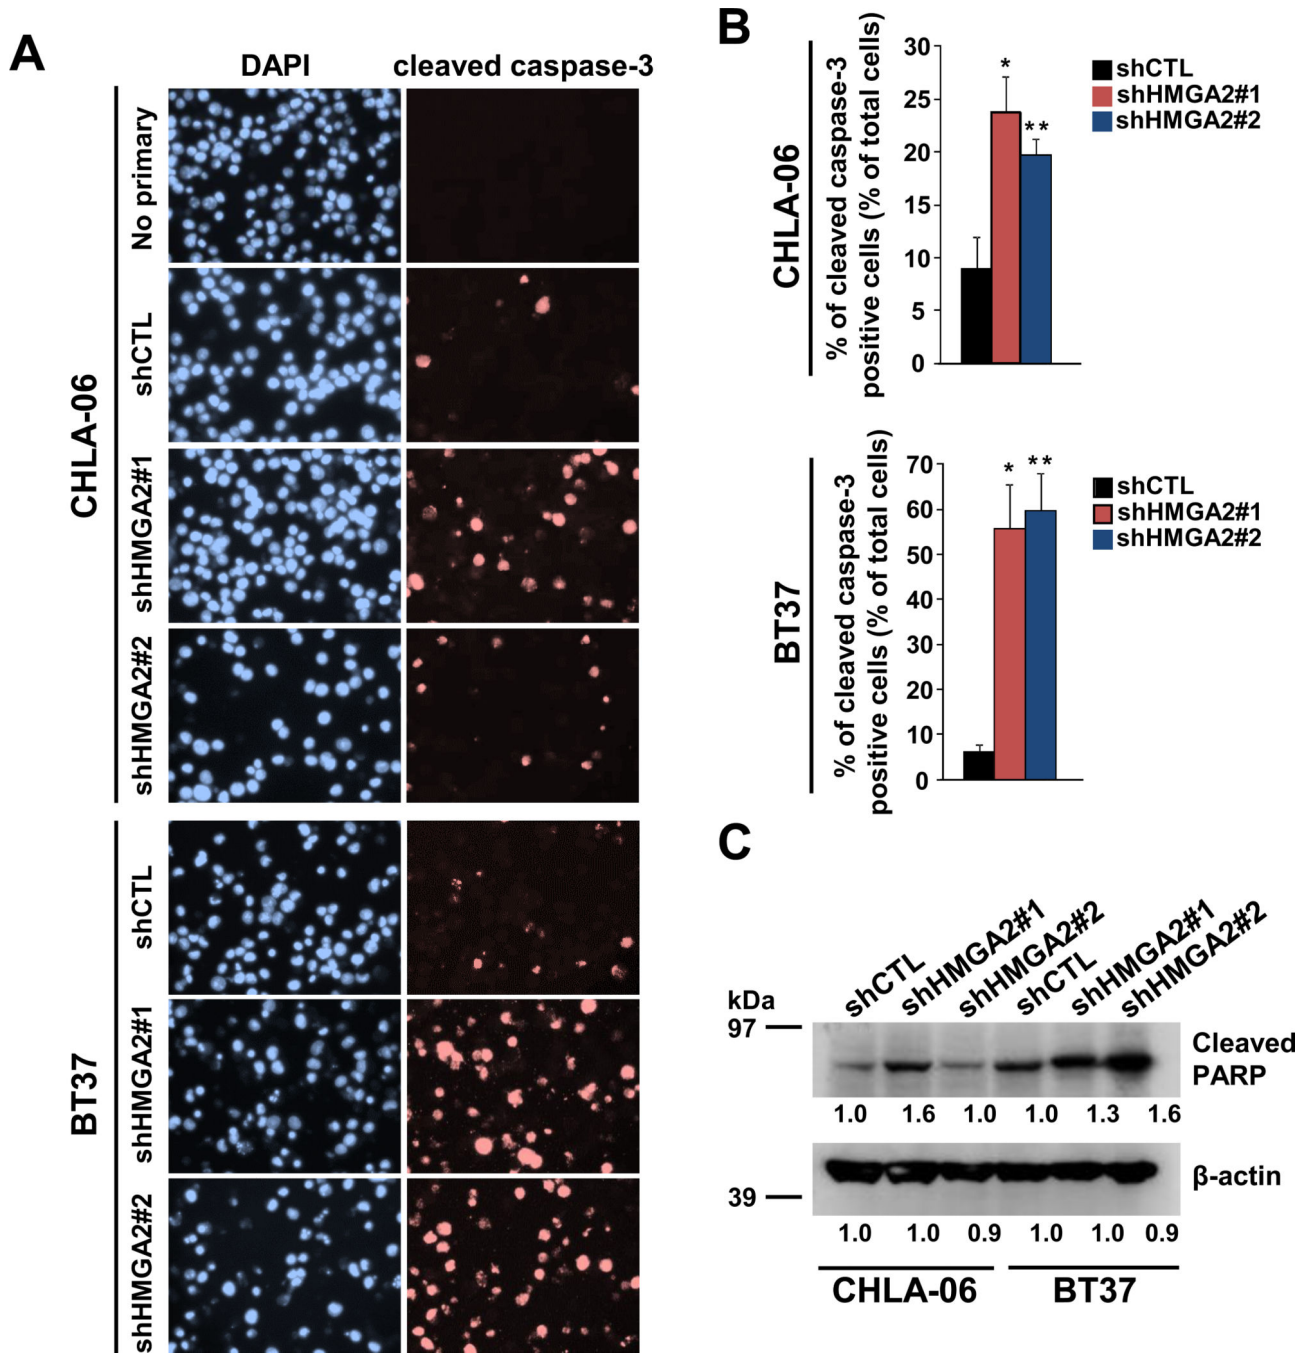 A
DAPI
cleaved caspase-3
CHLA-06
No primary
shCTL
shHMGA2#1
shHMGA2#2
BT37
shCTL
shHMGA2#1
shHMGA2#2
B
CHLA-06
% of cleaved caspase-3
positive cells (% of total cells)
30
25
20
15
10
5
0
*
**
shCTL
shHMGA2#1
shHMGA2#2
BT37
% of cleaved caspase-3
positive cells (% of total cells)
70
60
50
40
30
20
10
0
*
**
shCTL
shHMGA2#1
shHMGA2#2
C
shCTL
shHMGA2#1
shHMGA2#2
shCTL
shHMGA2#1
shHMGA2#2
kDa
97
Cleaved
PARP
1.0 1.6 1.0 1.0 1.3 1.6
39
β-actin
1.0 1.0 0.9 1.0 1.0 0.9
CHLA-06 BT37